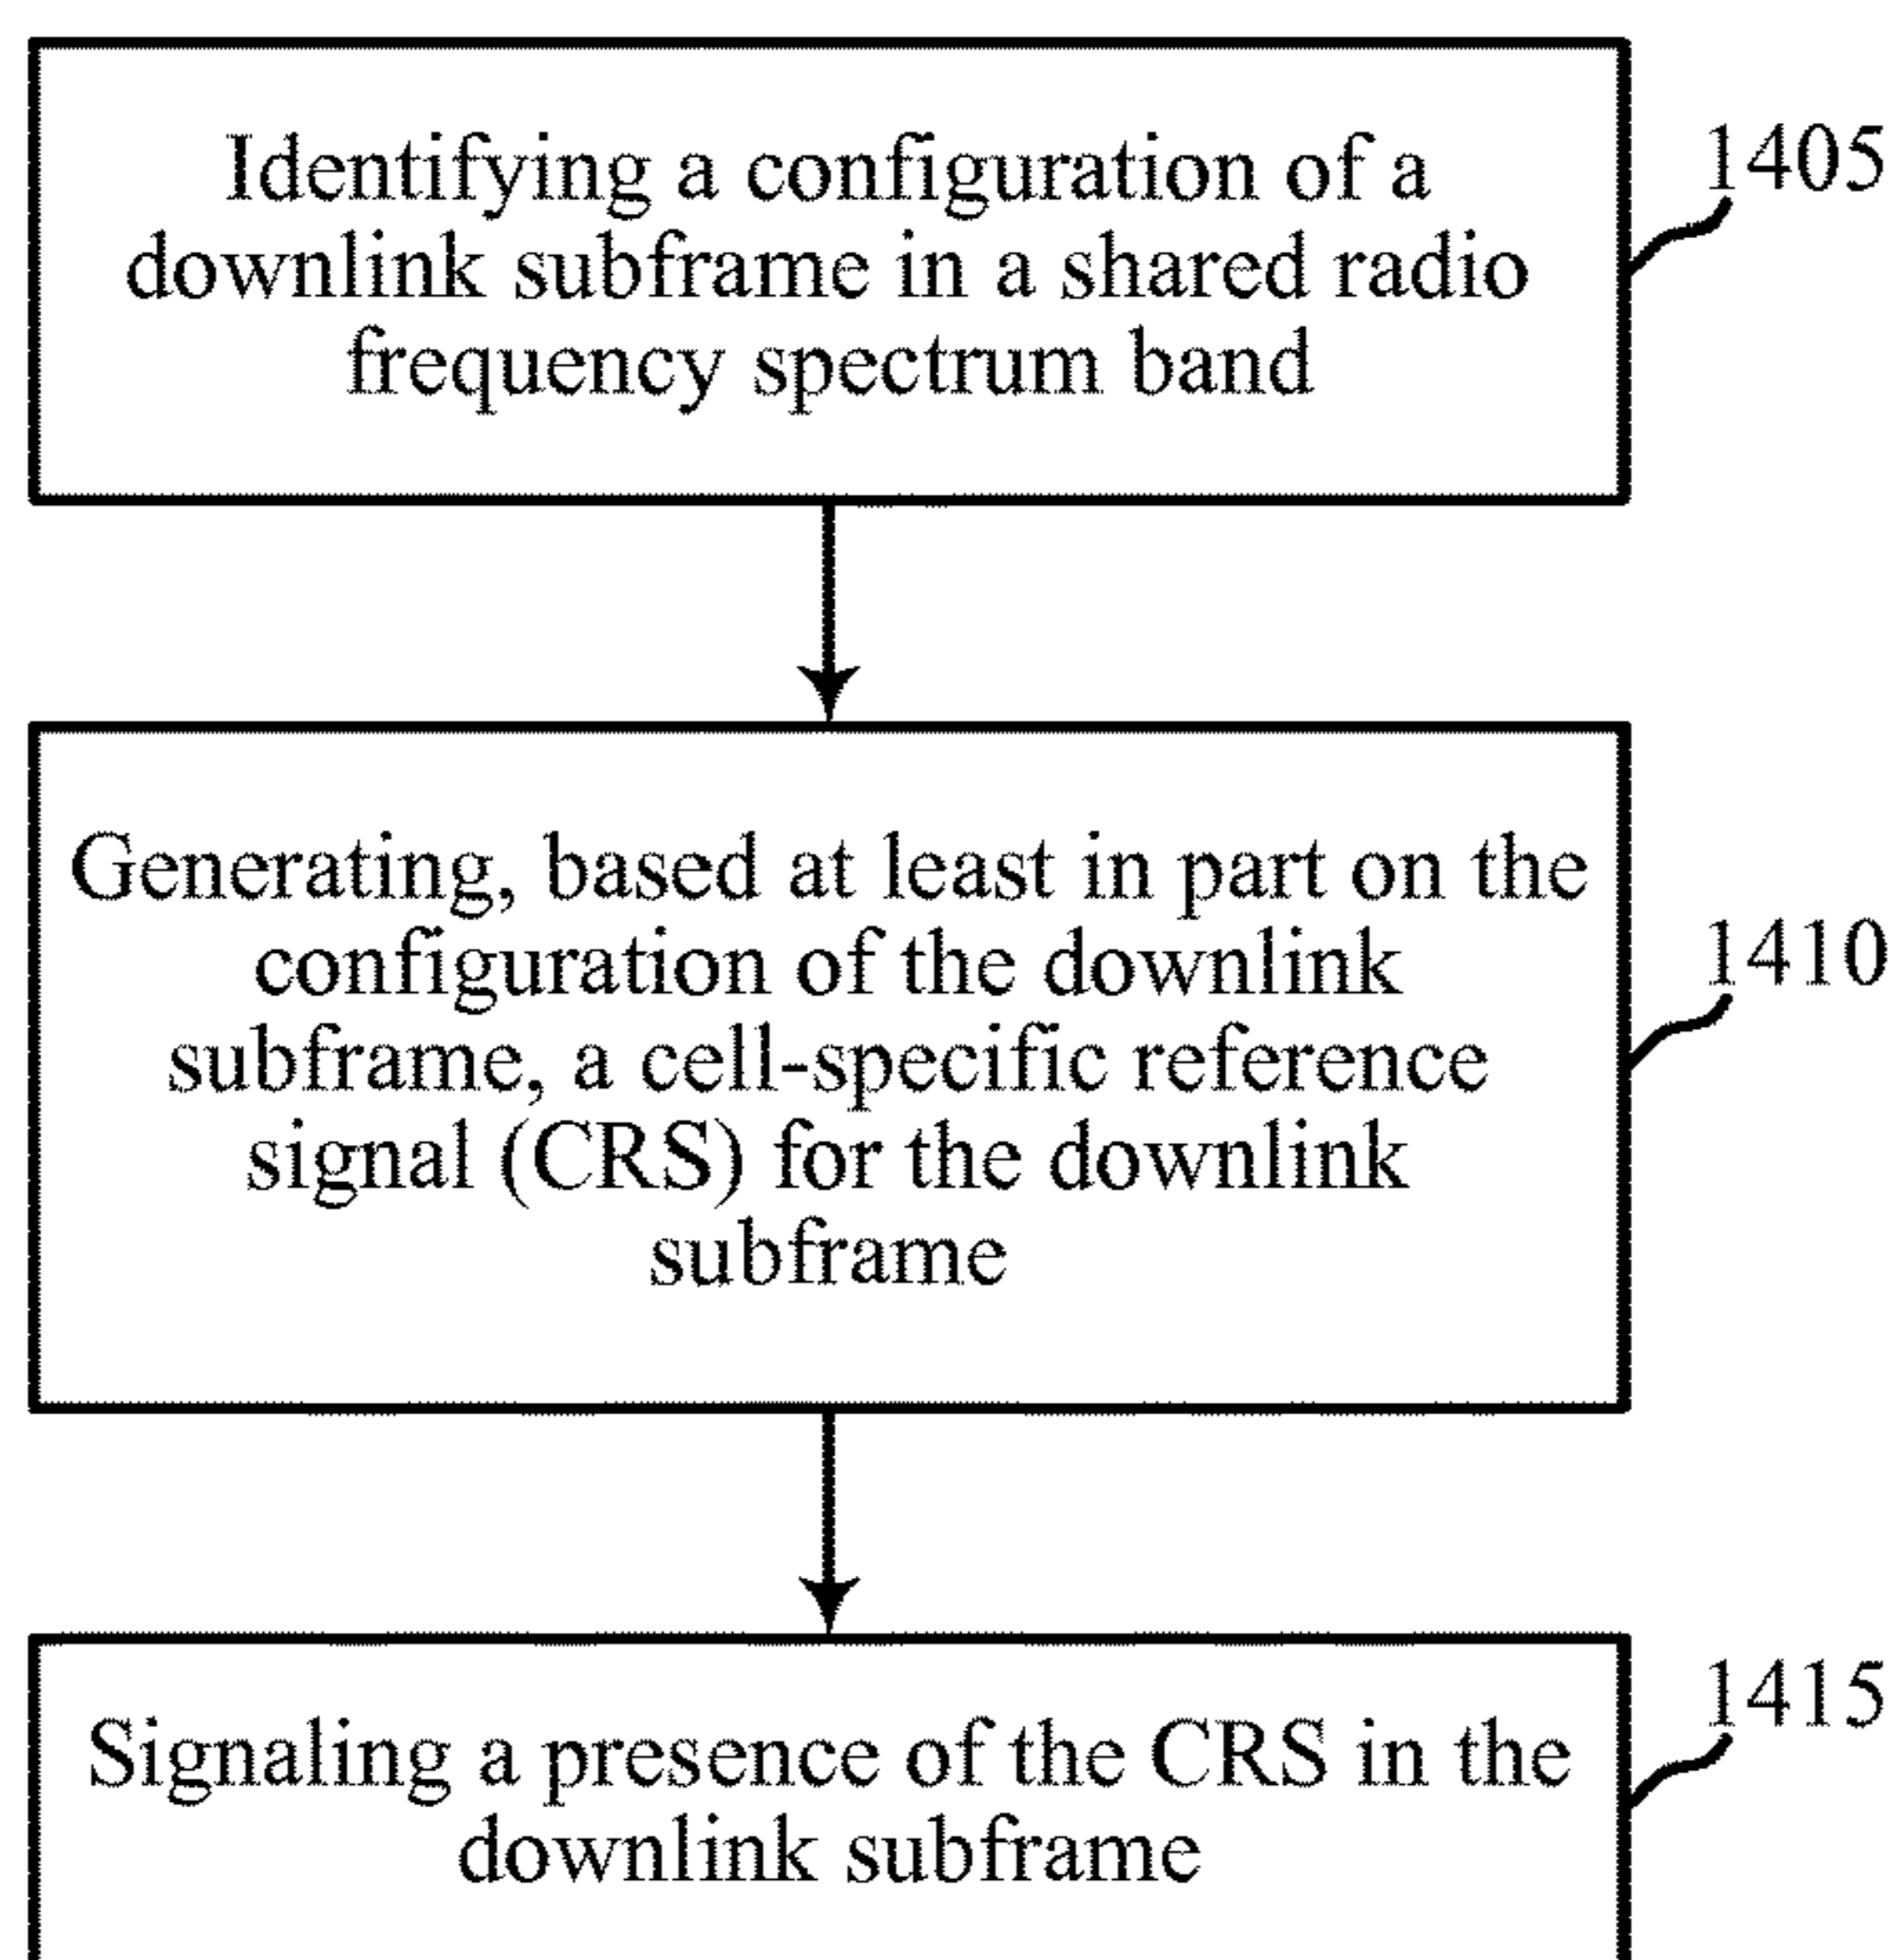 Identifying a configuration of a
downlink subframe in a shared radio
frequency spectrum band
1405
Generating, based at least in part on the
configuration of the downlink
subframe, a cell-specific reference
signal (CRS) for the downlink
subframe
1410
Signaling a presence of the CRS in the
downlink subframe
1415